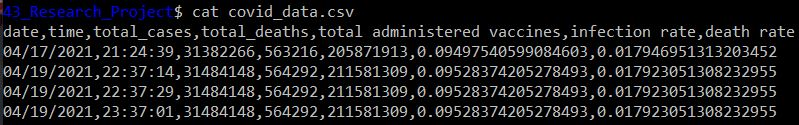 43_Research_Project$ cat covid_data.csv
date,time,total_cases,total_deaths,total administered vaccines,infection rate,death rate
04/17/2021,21:24:39,31382266,563216,205871913,0.09497540599084603,0.017946951313203452
04/19/2021,22:37:14,31484148,564292,211581309,0.09528374205278493,0.017923051308232955
04/19/2021,22:37:29,31484148,564292,211581309,0.09528374205278493,0.017923051308232955
04/19/2021,23:37:01,31484148,564292,211581309,0.09528374205278493,0.017923051308232955